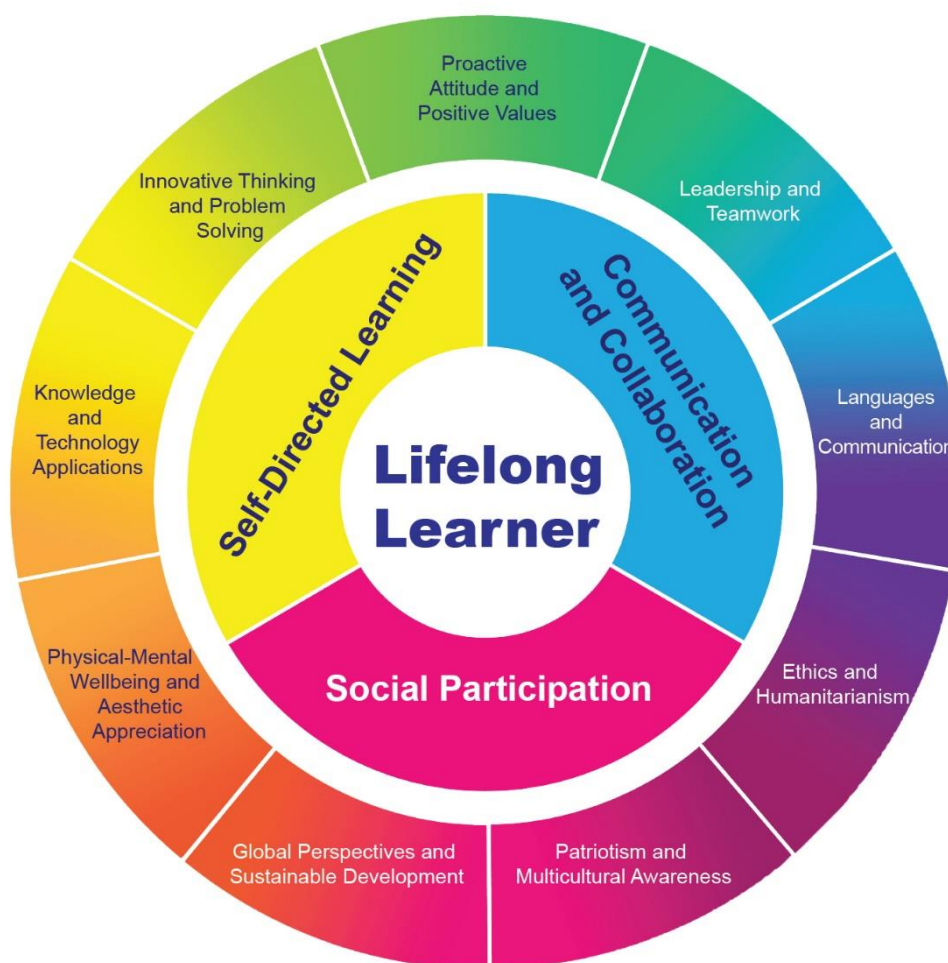 Proactive
Attitude and
Positive Values
Leadership and
Teamwork
Languages
and
Communication
Ethics and
Humanitarianism
Patriotism and
Multicultural Awareness
Global Perspectives and
Sustainable Development
Physical-Mental
Wellbeing and
Aesthetic
Appreciation
Knowledge
and
Technology
Applications
Innovative Thinking
and Problem
Solving
Self-Directed Learning
Communication
and Collaboration
Social Participation
Lifelong
Learner